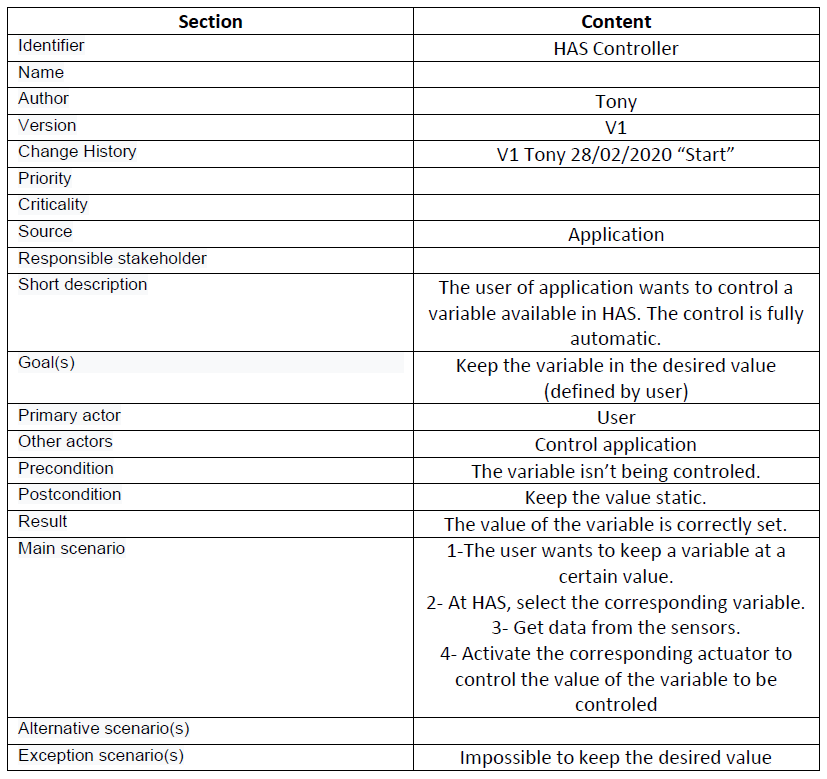 Section Content
Identifier HAS Controller
Name
Author Tony
Version V1
Change History V1 Tony 28/02/2020 “Start”
Priority
Criticality
Source Application
Responsible stakeholder
Short description The user of application wants to control a
variable available in HAS. The control is fully
automatic.
Goal(s) Keep the variable in the desired value
(defined by user)
Primary actor User
Other actors Control application
Precondition The variable isn’t being controled.
Postcondition Keep the value static.
Result The value of the variable is correctly set.
Main scenario 1-The user wants to keep a variable at a
certain value.
2- At HAS, select the corresponding variable.
3- Get data from the sensors.
4- Activate the corresponding actuator to
control the value of the variable to be
controled
Alternative scenario(s)
Exception scenario(s) Impossible to keep the desired value